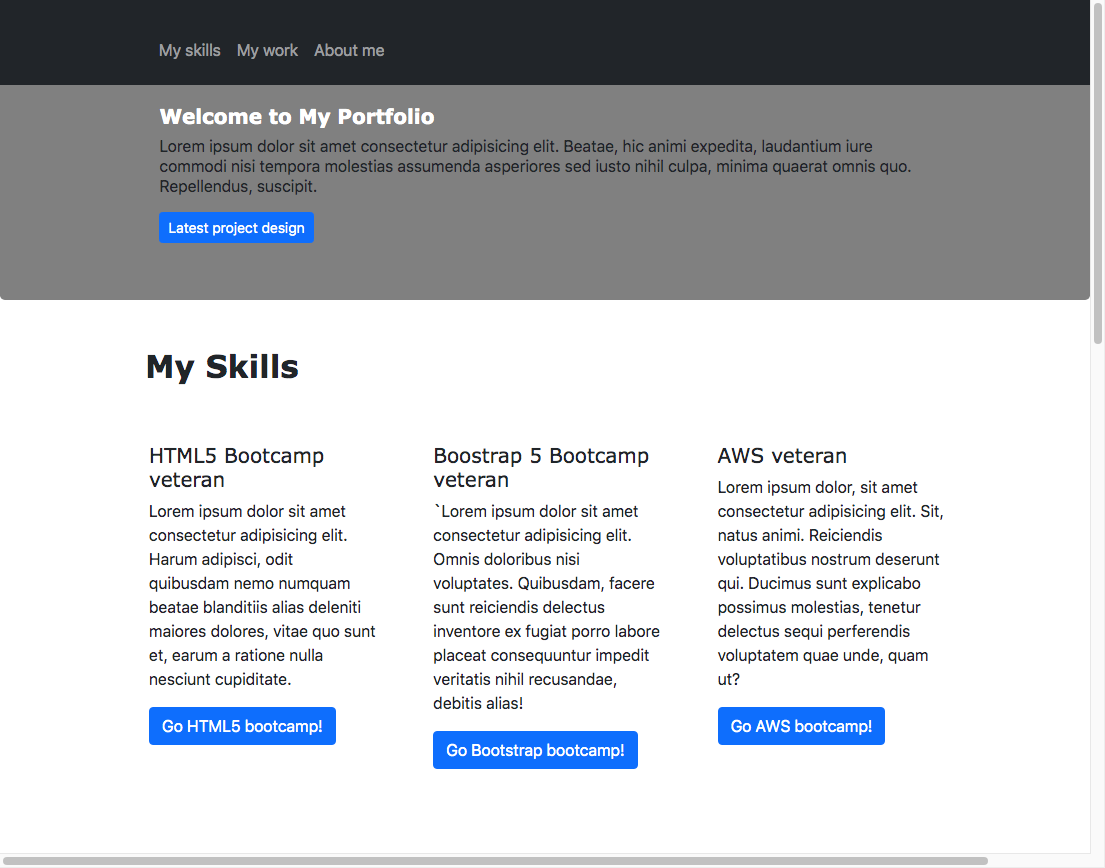 My skills My work About me
Welcome to My Portfolio
Lorem ipsum dolor sit amet consectetur adipisicing elit. Beatae, hic animi expedita, laudantium iure
commodi nisi tempora molestias assumenda asperiores sed iusto nihil culpa, minima quaerat omnis quo.
Repellendus, suscipit.
Latest project design
My Skills
HTML5 Bootcamp
veteran
Lorem ipsum dolor sit amet
consectetur adipisicing elit.
Harum adipisci, odit
quibusdam nemo numquam
beatae blanditiis alias deleniti
maiores dolores, vitae quo sunt
et, earum a ratione nulla
nesciunt cupiditate.
Go HTML5 bootcamp!
Boostrap 5 Bootcamp
veteran
`Lorem ipsum dolor sit amet
consectetur adipisicing elit.
Omnis doloribus nisi
voluptates. Quibusdam, facere
sunt reiciendis delectus
inventore ex fugiat porro labore
placeat consequuntur impedit
veritatis nihil recusandae,
debitis alias!
Go Bootstrap bootcamp!
AWS veteran
Lorem ipsum dolor, sit amet
consectetur adipisicing elit. Sit,
natus animi. Reiciendis
voluptatibus nostrum deserunt
qui. Ducimus sunt explicabo
possimus molestias, tenetur
delectus sequi perferendis
voluptatem quae unde, quam
ut?
Go AWS bootcamp!